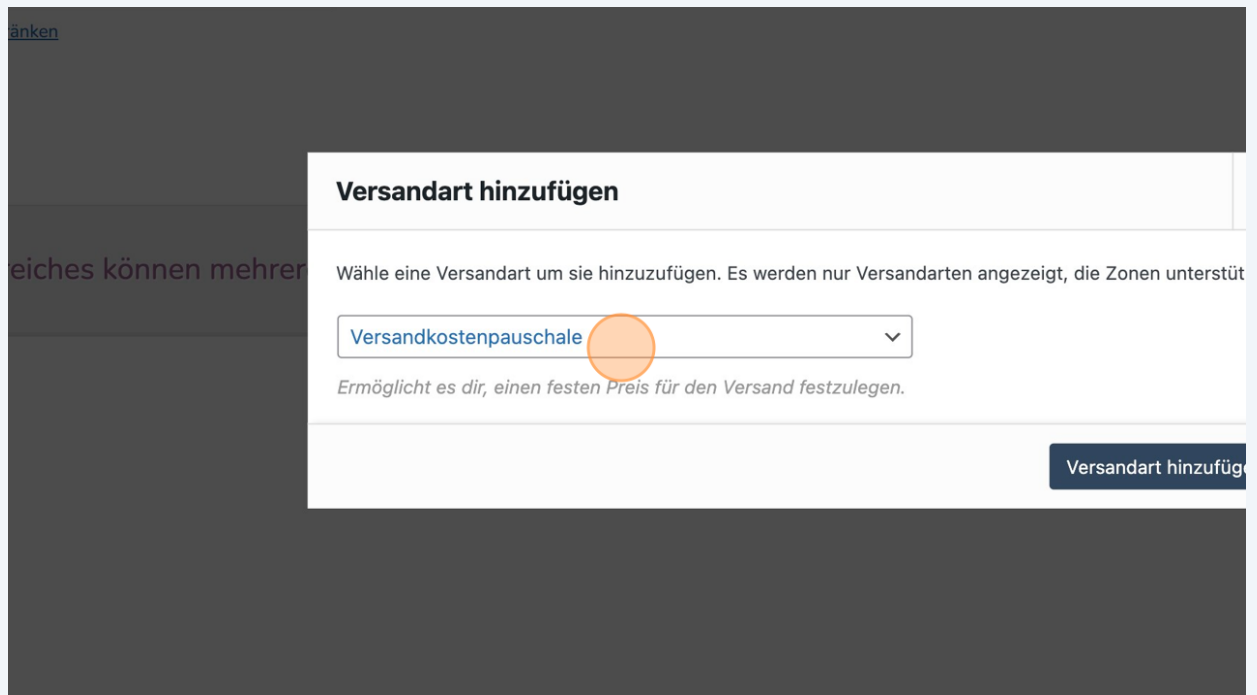 änken
Versandart hinzufügen
eiches können mehrer
Wähle eine Versandart um sie hinzuzufügen. Es werden nur Versandarten angezeigt, die Zonen unterstüt
Versandkostenpauschale
Ermöglicht es dir, einen festen Preis für den Versand festzulegen.
Versandart hinzufüge